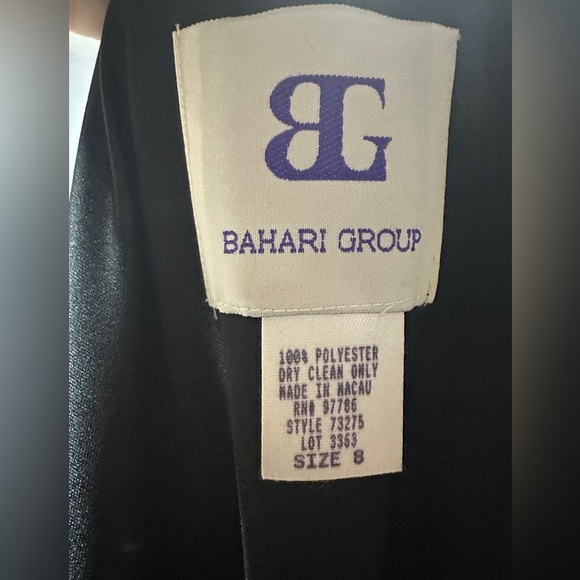 BG
BAHARI GROUP
100% POLYESTER
DRY CLEAN ONLY
MADE IN MACAU
RN# 97786
STYLE 73275
LOT 3363
SIZE 8